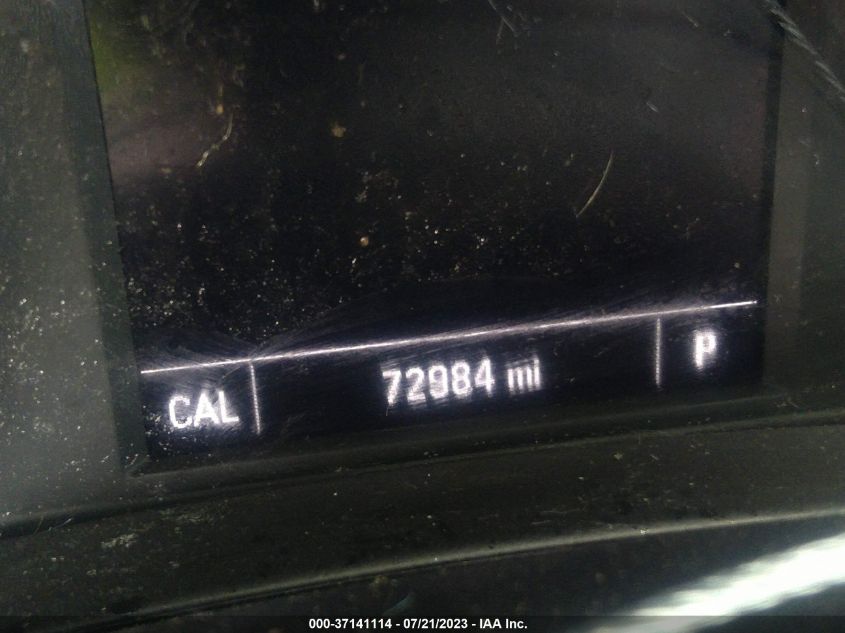 CAL 72984 mi P
000-37141114 - 07/21/2023 - IAA Inc.